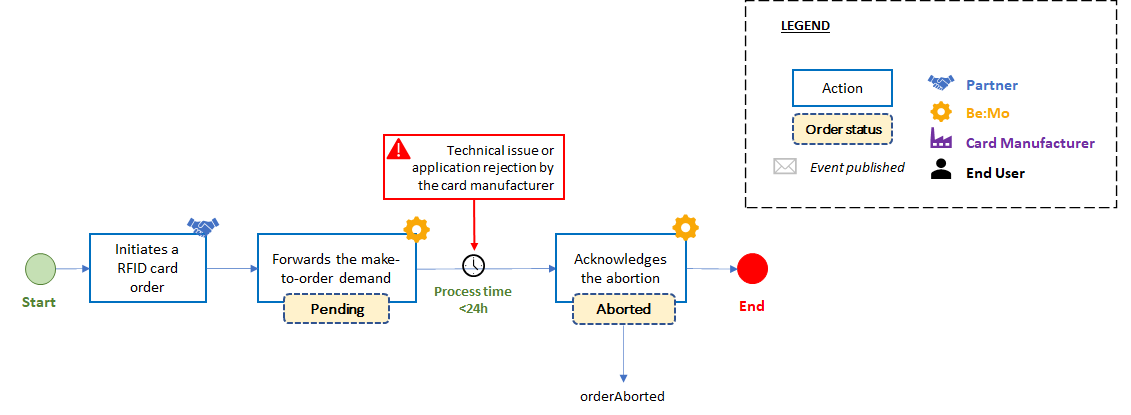 LEGEND
Action
Order status
Event published
Partner
Be:Mo
Card Manufacturer
End User
Technical issue or
application rejection by
the card manufacturer
Start
Initiates a
RFID card
order
Forwards the make-
to-order demand
Pending
Process time
<24h
Acknowledges
the abortion
Aborted
End
orderAborted